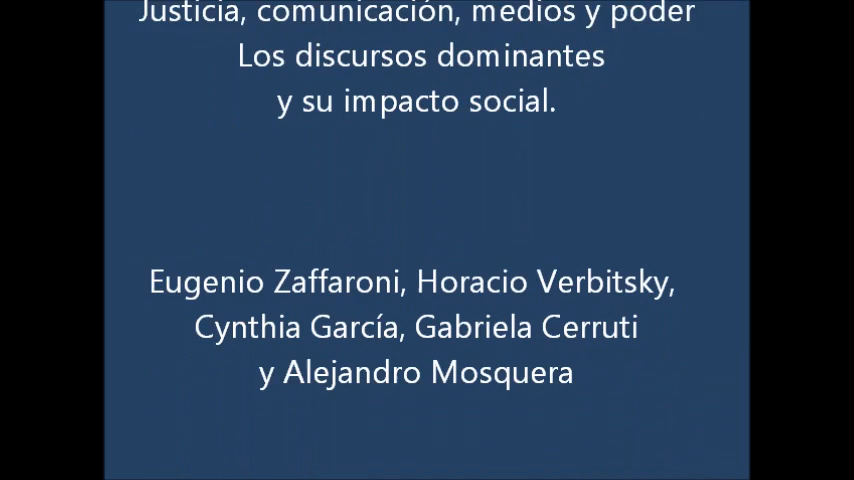 Justicia, comunicación, medios y poder
Los discursos dominantes
y su impacto social.
Eugenio Zaffaroni, Horacio Verbitsky,
Cynthia García, Gabriela Cerruti
y Alejandro Mosquera